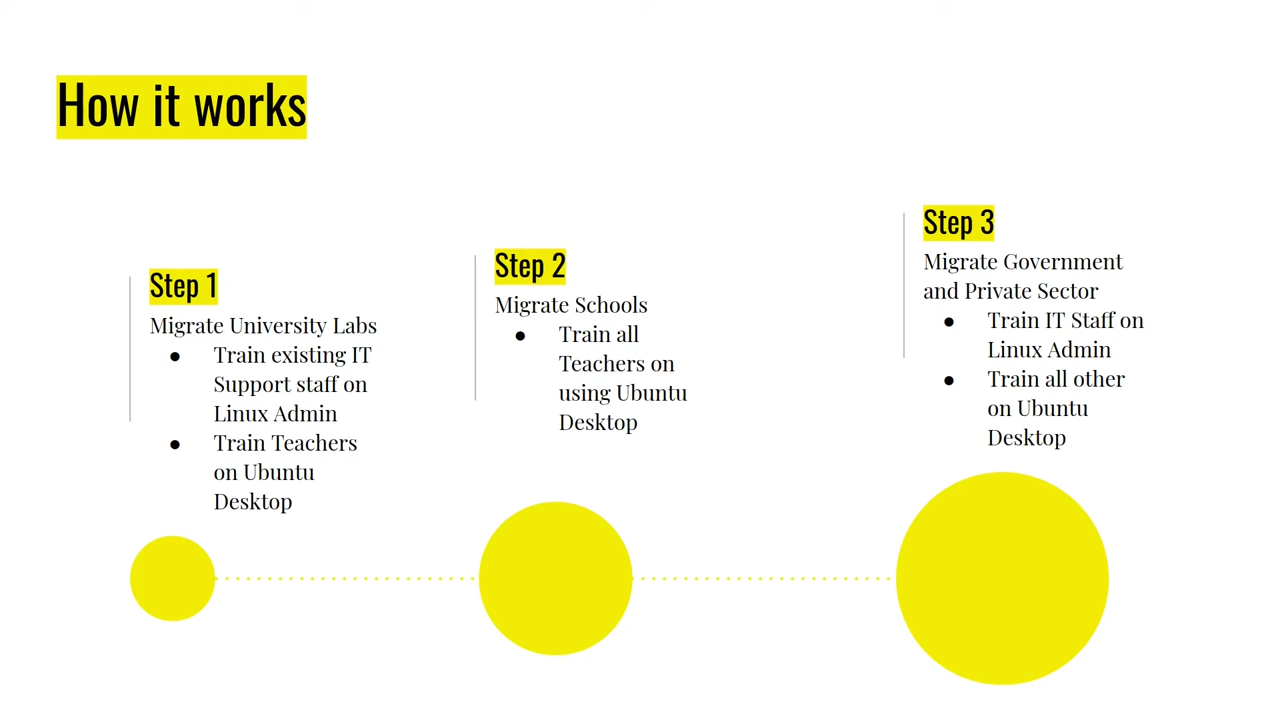 How it works
Step 1
Migrate University Labs
● Train existing IT
Support staff on
Linux Admin
● Train Teachers
on Ubuntu
Desktop
Step 2
Migrate Schools
● Train all
Teachers on
using Ubuntu
Desktop
Step 3
Migrate Government
and Private Sector
● Train IT Staff on
Linux Admin
● Train all other
on Ubuntu
Desktop